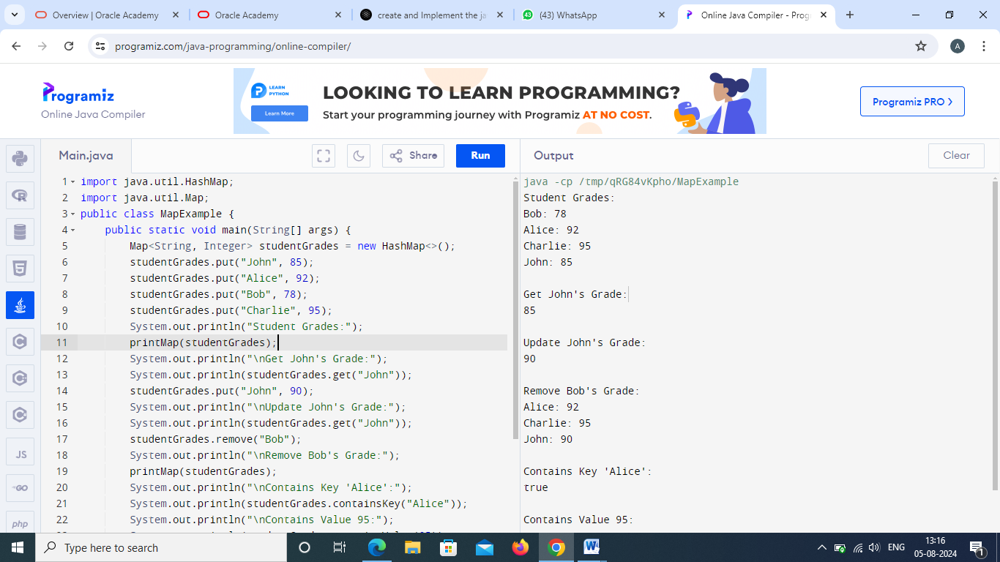 Overview | Oracle Academy
Oracle Academy
create and Implement the ja
(43) WhatsApp
Online Java Compiler - Prog
programiz.com/java-programming/online-compiler/
A
Programiz
Online Java Compiler
LEARN PYTHON
Learn More
LOOKING TO LEARN PROGRAMMING?
Start your programming journey with Programiz AT NO COST.
Programiz PRO >
Main.java
Share
Run
Output
Clear
1 import java.util.HashMap;
2 import java.util.Map;
3 public class MapExample {
4 public static void main(String[] args) {
5 Map<String, Integer> studentGrades = new HashMap<>();
6 studentGrades.put("John", 85);
7 studentGrades.put("Alice", 92);
8 studentGrades.put("Bob", 78);
9 studentGrades.put("Charlie", 95);
10 System.out.println("Student Grades:");
11 printMap(studentGrades);
12 System.out.println("\nGet John's Grade:");
13 System.out.println(studentGrades.get("John"));
14 studentGrades.put("John", 90);
15 System.out.println("\nUpdate John's Grade:");
16 System.out.println(studentGrades.get("John"));
17 studentGrades.remove("Bob");
18 System.out.println("\nRemove Bob's Grade:");
19 printMap(studentGrades);
20 System.out.println("\nContains Key 'Alice':");
21 System.out.println(studentGrades.containsKey("Alice"));
22 System.out.println("\nContains Value 95:");
java -cp /tmp/qRG84vKpho/MapExample
Student Grades:
Bob: 78
Alice: 92
Charlie: 95
John: 85
Get John's Grade:
85
Update John's Grade:
90
Remove Bob's Grade:
Alice: 92
Charlie: 95
John: 90
Contains Key 'Alice':
true
Contains Value 95:
JS
GO
php
Type here to search
ENG
13:16
05-08-2024
1